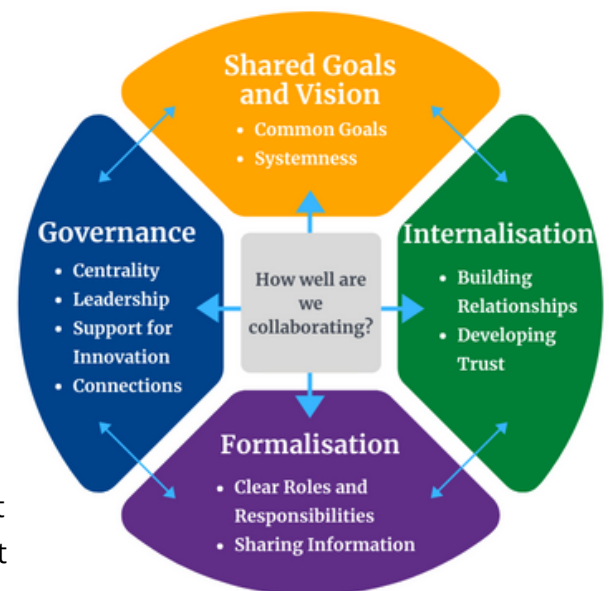 Shared Goals
and Vision
• Common Goals
• Systemness
Governance
• Centrality
• Leadership
• Support for
Innovation
• Connections
How well are
we
collaborating?
Internalisation
• Building
Relationships
• Developing
Trust
Formalisation
• Clear Roles and
Responsibilities
• Sharing Information
t
t